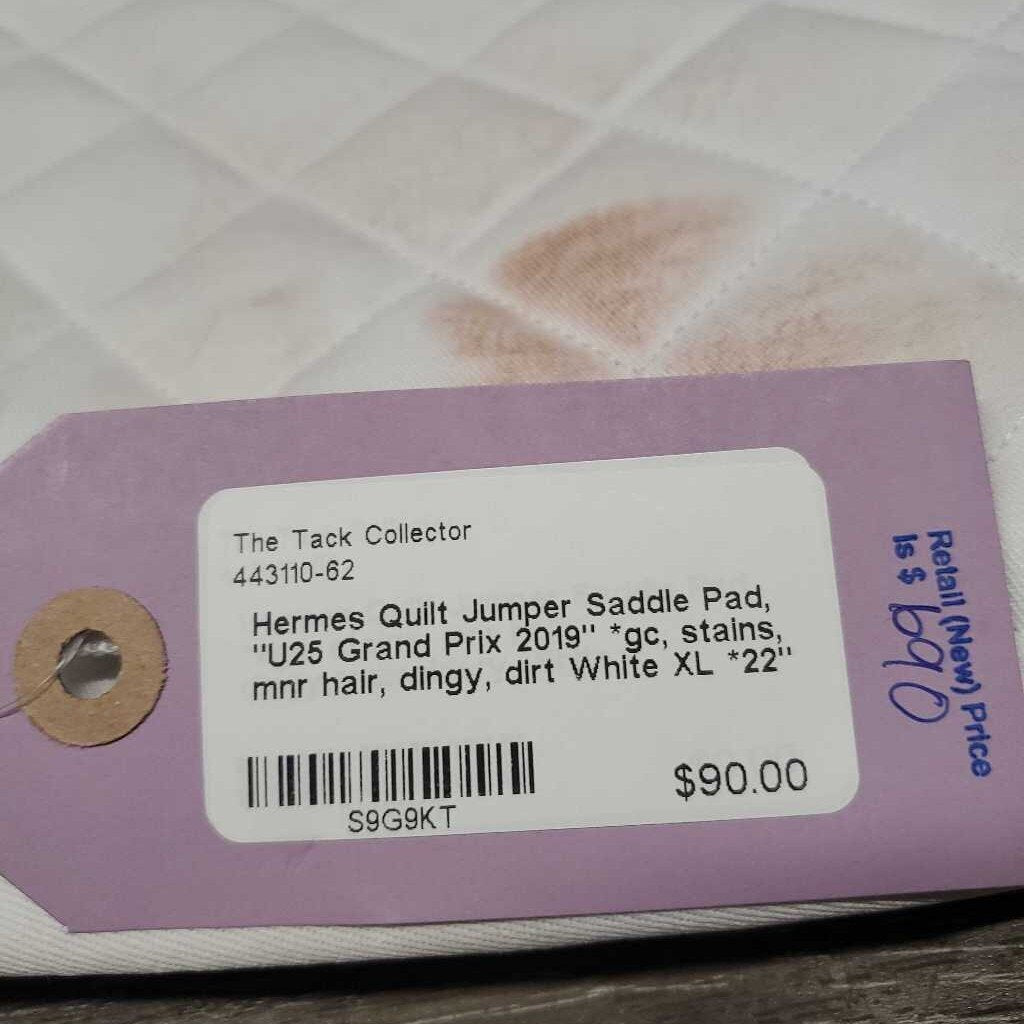 The Tack Collector
443110-62
Hermes Quilt Jumper Saddle Pad,
"U25 Grand Prix 2019" *gc, stains,
mnr hair, dingy, dirt White XL *22"
S9G9KT
$90.00
Retail (New) Price
Is $ 690